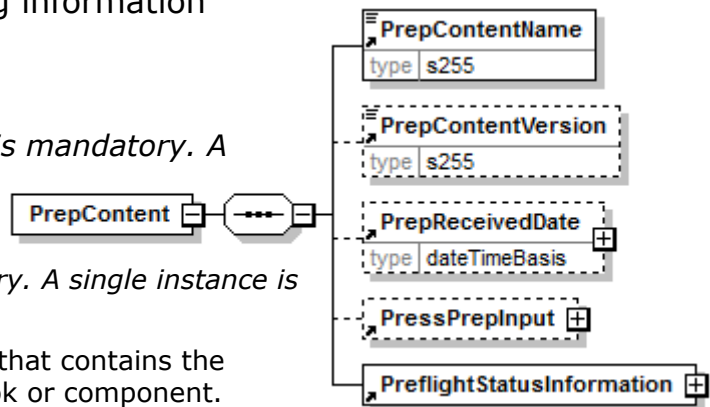 g information
is mandatory. A
ry. A single instance is
that contains the
ok or component.
PrepContent
PrepContentName
type s255
PrepContentVersion
type s255
PrepReceivedDate
type dateTimeBasis
PressPrepInput
PreflightStatusInformation